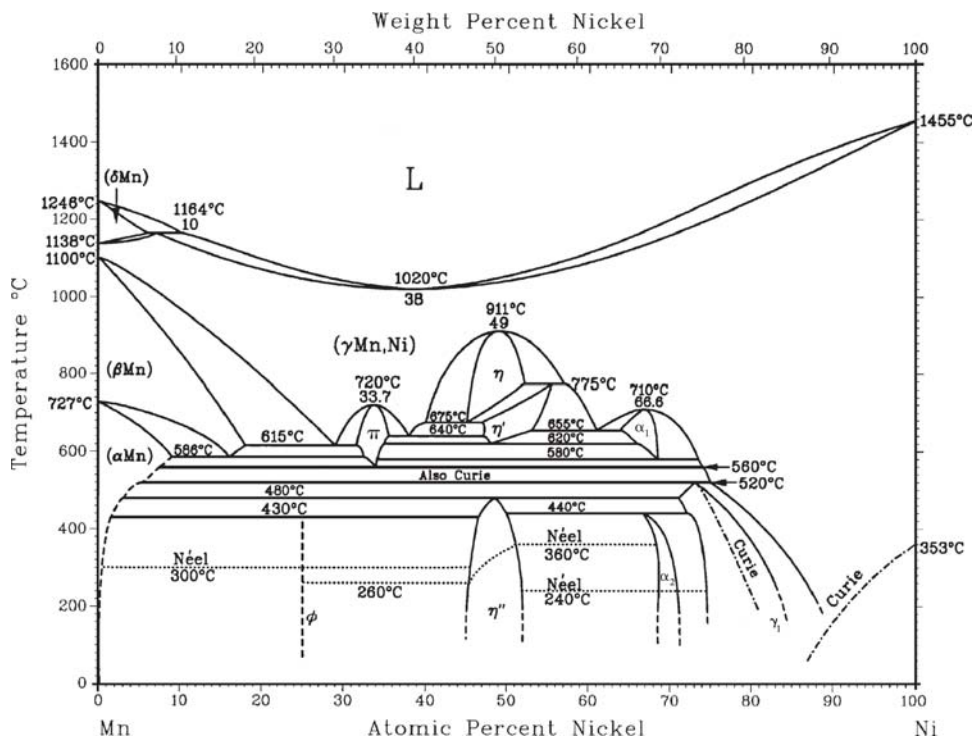 Weight Percent Nickel
0 10 20 30 40 50 60 70 80 90 100
1600
1400
1200
1000
800
600
400
200
0
Temperature °C
1455°C
(δMn)
L
1246°C
1164°C
10
1138°C
1100°C
1020°C
38
911°C
49
(γMn,Ni)
(βMn)
η
720°C
33.7
775°C
710°C
66.6
727°C
675°C
640°C
η'
655°C
α₁
π
615°C
620°C
(αMn)
586°C
580°C
560°C
Also Curie
520°C
480°C
430°C
440°C
Néel
300°C
Néel
360°C
260°C
Néel
240°C
α₂
Curie
353°C
Curie
φ
η''
γ₁
0 10 20 30 40 50 60 70 80 90 100
Mn
Atomic Percent Nickel
Ni